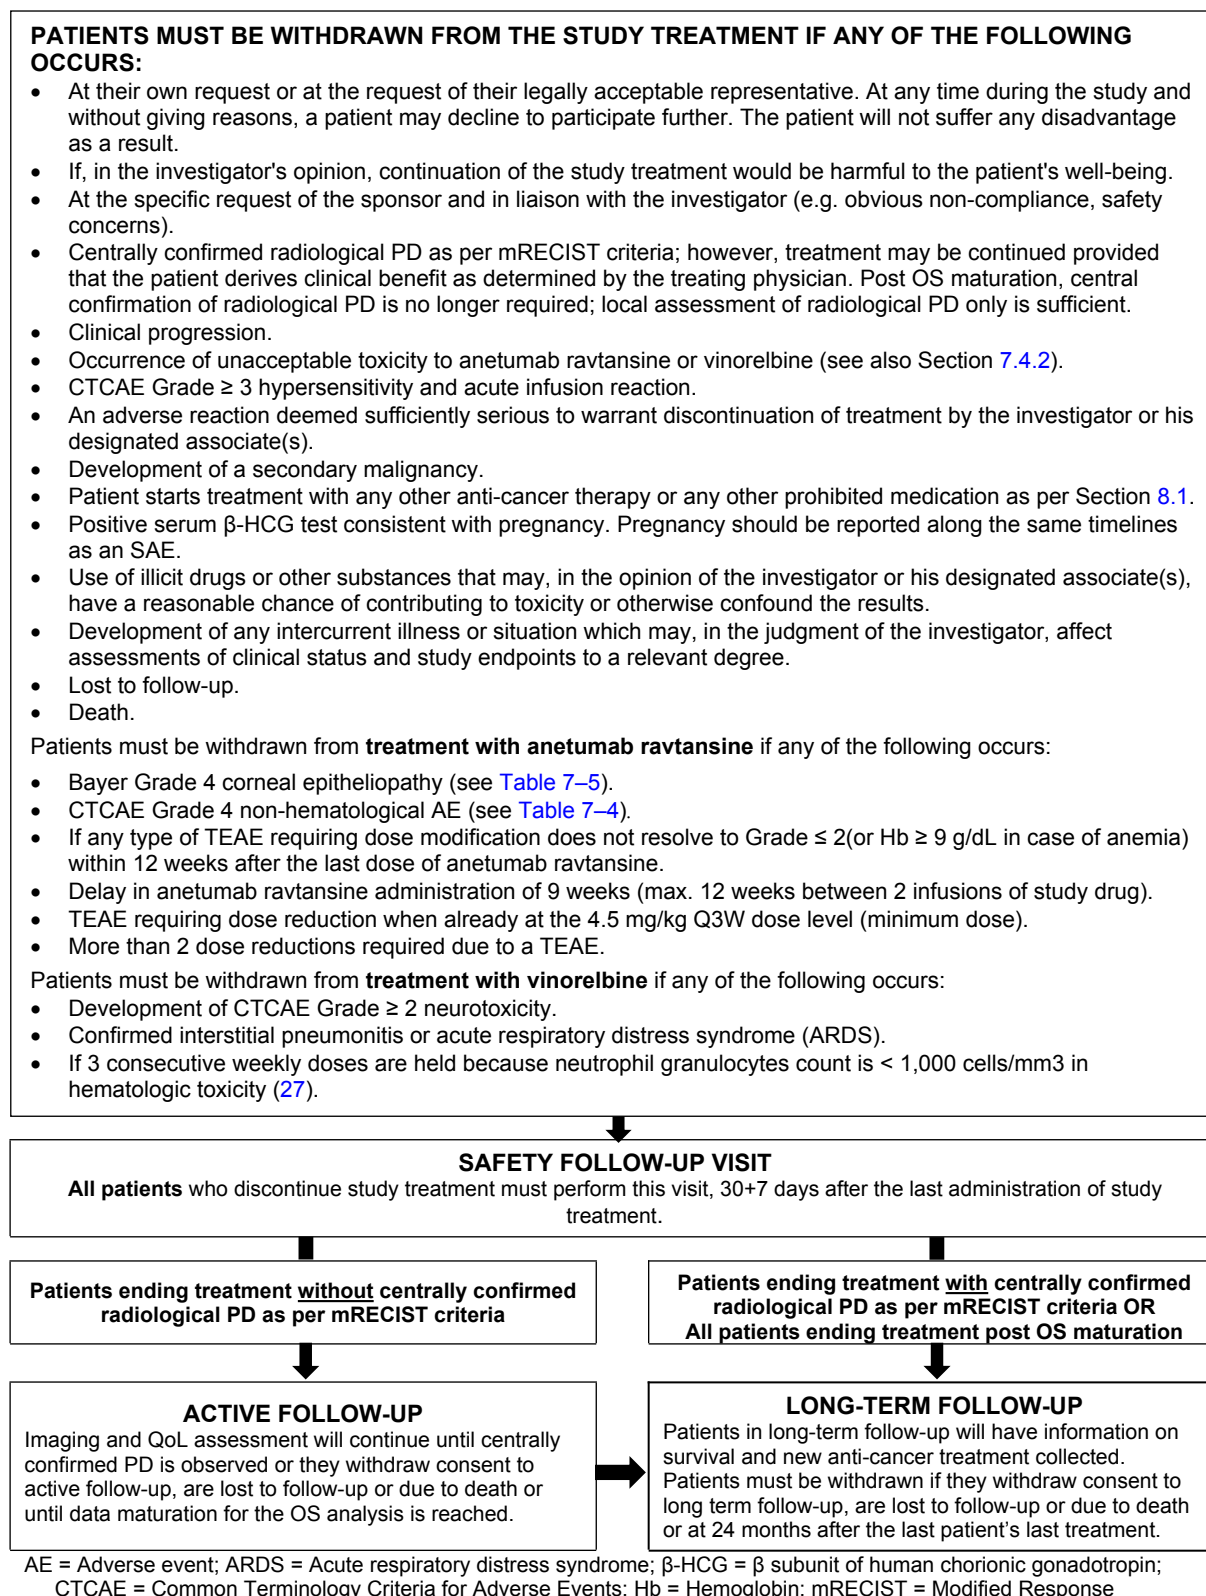 PATIENTS MUST BE WITHDRAWN FROM THE STUDY TREATMENT IF ANY OF THE FOLLOWING
OCCURS:
• At their own request or at the request of their legally acceptable representative. At any time during the study and
without giving reasons, a patient may decline to participate further. The patient will not suffer any disadvantage
as a result.
• If, in the investigator's opinion, continuation of the study treatment would be harmful to the patient's well-being.
• At the specific request of the sponsor and in liaison with the investigator (e.g. obvious non-compliance, safety
concerns).
• Centrally confirmed radiological PD as per mRECIST criteria; however, treatment may be continued provided
that the patient derives clinical benefit as determined by the treating physician. Post OS maturation, central
confirmation of radiological PD is no longer required; local assessment of radiological PD only is sufficient.
• Clinical progression.
• Occurrence of unacceptable toxicity to anetumab ravtansine or vinorelbine (see also Section 7.4.2).
• CTCAE Grade ≥ 3 hypersensitivity and acute infusion reaction.
• An adverse reaction deemed sufficiently serious to warrant discontinuation of treatment by the investigator or his
designated associate(s).
• Development of a secondary malignancy.
• Patient starts treatment with any other anti-cancer therapy or any other prohibited medication as per Section 8.1.
• Positive serum β-HCG test consistent with pregnancy. Pregnancy should be reported along the same timelines
as an SAE.
• Use of illicit drugs or other substances that may, in the opinion of the investigator or his designated associate(s),
have a reasonable chance of contributing to toxicity or otherwise confound the results.
• Development of any intercurrent illness or situation which may, in the judgment of the investigator, affect
assessments of clinical status and study endpoints to a relevant degree.
• Lost to follow-up.
• Death.
Patients must be withdrawn from treatment with anetumab ravtansine if any of the following occurs:
• Bayer Grade 4 corneal epitheliopathy (see Table 7–5).
• CTCAE Grade 4 non-hematological AE (see Table 7–4).
• If any type of TEAE requiring dose modification does not resolve to Grade ≤ 2(or Hb ≥ 9 g/dL in case of anemia)
within 12 weeks after the last dose of anetumab ravtansine.
• Delay in anetumab ravtansine administration of 9 weeks (max. 12 weeks between 2 infusions of study drug).
• TEAE requiring dose reduction when already at the 4.5 mg/kg Q3W dose level (minimum dose).
• More than 2 dose reductions required due to a TEAE.
Patients must be withdrawn from treatment with vinorelbine if any of the following occurs:
• Development of CTCAE Grade ≥ 2 neurotoxicity.
• Confirmed interstitial pneumonitis or acute respiratory distress syndrome (ARDS).
• If 3 consecutive weekly doses are held because neutrophil granulocytes count is < 1,000 cells/mm3 in
hematologic toxicity (27).
SAFETY FOLLOW-UP VISIT
All patients who discontinue study treatment must perform this visit, 30+7 days after the last administration of study
treatment.
Patients ending treatment without centrally confirmed
radiological PD as per mRECIST criteria
Patients ending treatment with centrally confirmed
radiological PD as per mRECIST criteria OR
All patients ending treatment post OS maturation
ACTIVE FOLLOW-UP
Imaging and QoL assessment will continue until centrally
confirmed PD is observed or they withdraw consent to
active follow-up, are lost to follow-up or due to death or
until data maturation for the OS analysis is reached.
LONG-TERM FOLLOW-UP
Patients in long-term follow-up will have information on
survival and new anti-cancer treatment collected.
Patients must be withdrawn if they withdraw consent to
long term follow-up, are lost to follow-up or due to death
or at 24 months after the last patient's last treatment.
AE = Adverse event; ARDS = Acute respiratory distress syndrome; β-HCG = β subunit of human chorionic gonadotropin;
CTCAE = Common Terminology Criteria for Adverse Events; Hb = Hemoglobin; mRECIST = Modified Response